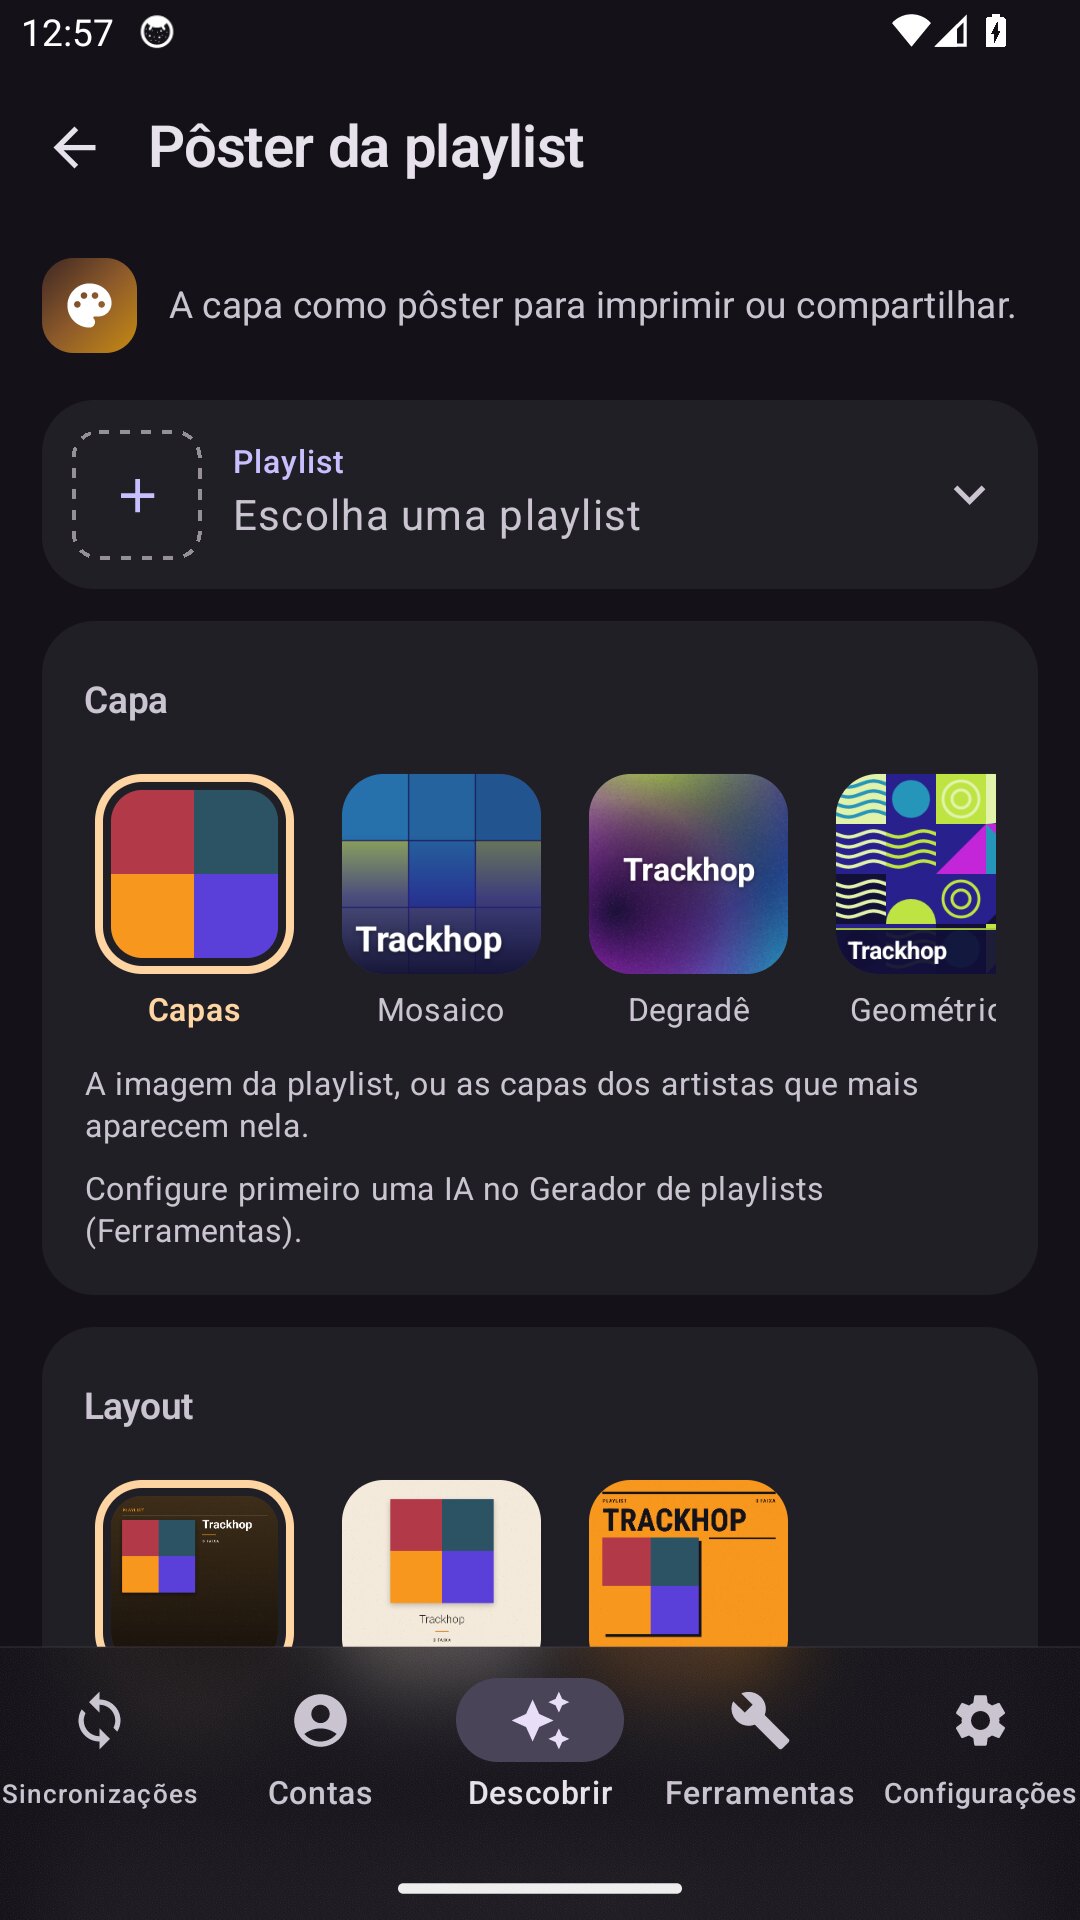 12:57
Pôster da playlist
A capa como pôster para imprimir ou compartilhar.
Playlist
Escolha uma playlist
Capa
Trackhop
Trackhop
Trackhop
Capas
Mosaico
Degradê
Geométric
A imagem da playlist, ou as capas dos artistas que mais
aparecem nela.
Configure primeiro uma IA no Gerador de playlists
(Ferramentas).
Layout
PLAYLIST
Trackhop
Trackhop
PLAYLIST
TRACKHOP
Sincronizações
Contas
Descobrir
Ferramentas
Configurações